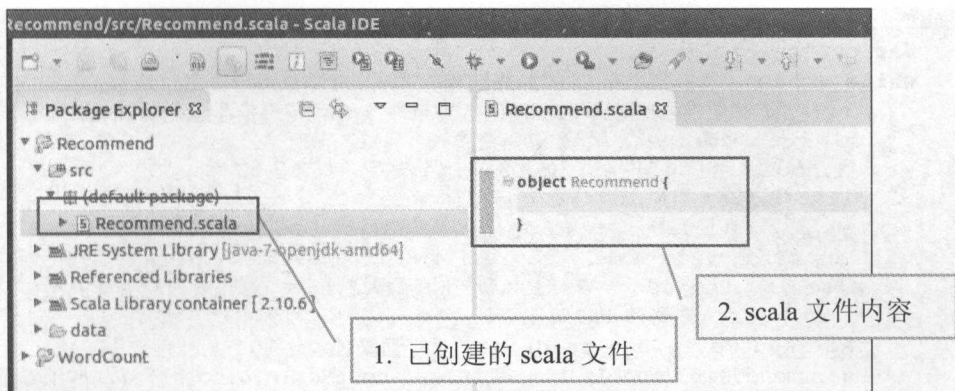 Recommend/src/Recommend.scala - Scala IDE
Package Explorer
Recommend
src
(default package)
Recommend.scala
JRE System Library [java-7-openjdk-amd64]
Referenced Libraries
Scala Library container [ 2.10.6 ]
data
WordCount
Recommend.scala
object Recommend {
}
1. 已创建的 scala 文件
2. scala 文件内容